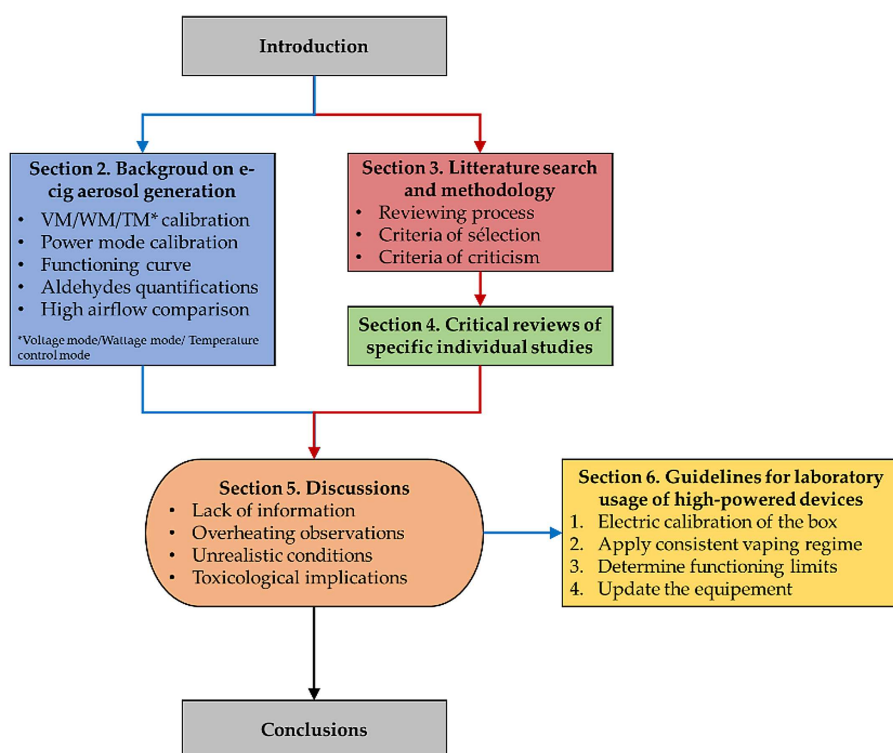 Introduction
Section 2. Backgroud on e-
cig aerosol generation
• VM/WM/TM* calibration
• Power mode calibration
• Functioning curve
• Aldehydes quantifications
• High airflow comparison
*Voltage mode/Wattage mode/ Temperature
control mode
Section 3. Litterature search
and methodology
• Reviewing process
• Criteria of sélection
• Criteria of criticism
Section 4. Critical reviews of
specific individual studies
Section 5. Discussions
• Lack of information
• Overheating observations
• Unrealistic conditions
• Toxicological implications
Section 6. Guidelines for laboratory
usage of high-powered devices
1. Electric calibration of the box
2. Apply consistent vaping regime
3. Determine functioning limits
4. Update the equipement
Conclusions